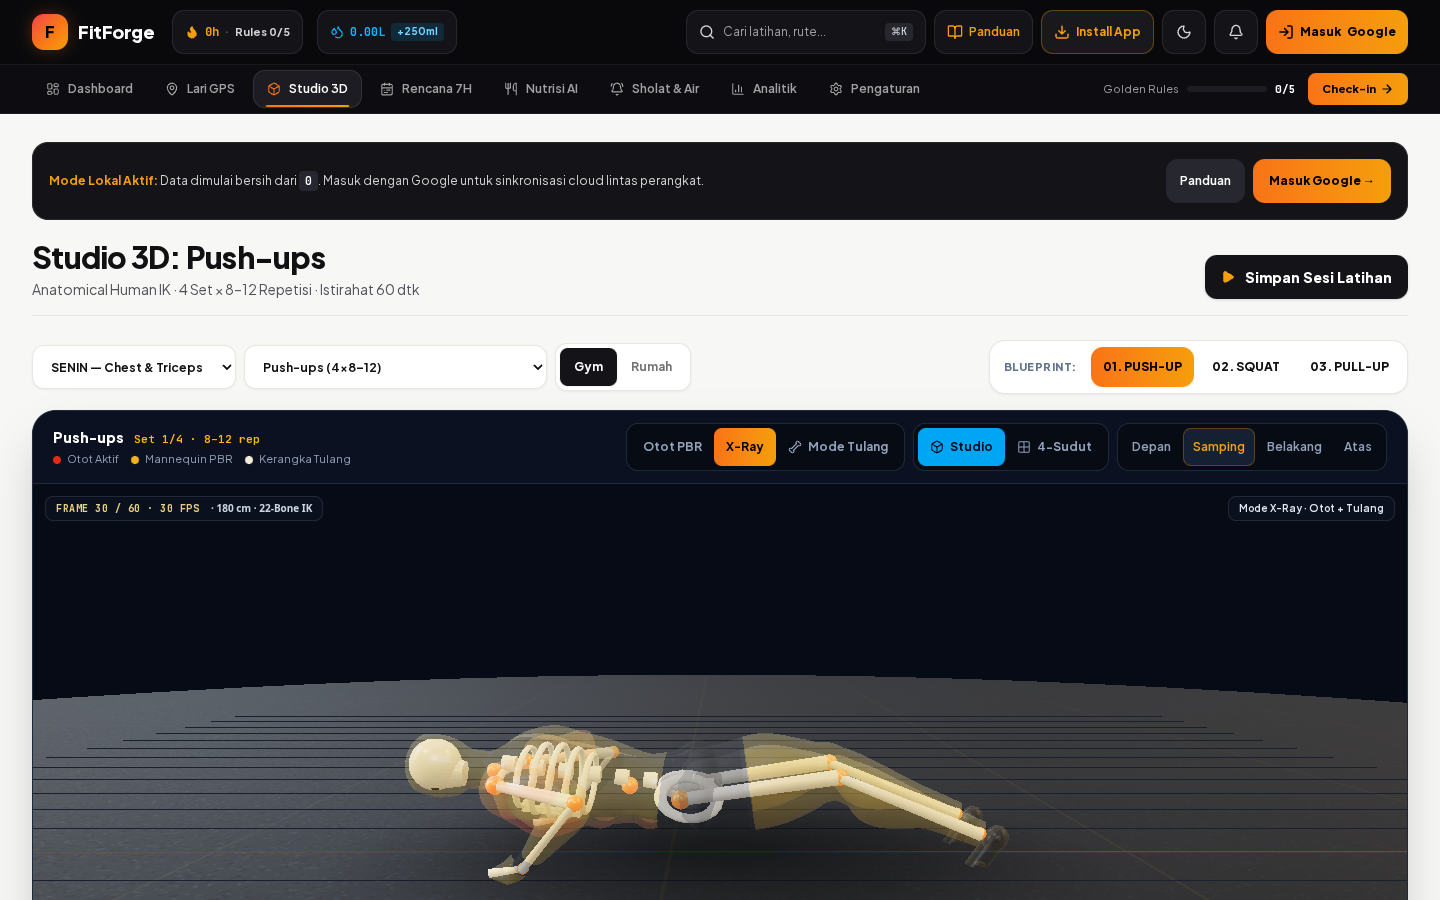 F FitForge 0h · Rules 0/5 0.00L +250ml Cari latihan, rute... ⌘K Panduan Install App Masuk Google
Dashboard Lari GPS Studio 3D Rencana 7H Nutrisi AI Sholat & Air Analitik Pengaturan Golden Rules 0/5 Check-in →
Mode Lokal Aktif: Data dimulai bersih dari 0. Masuk dengan Google untuk sinkronisasi cloud lintas perangkat. Panduan Masuk Google →
Studio 3D: Push-ups
Anatomical Human IK · 4 Set × 8–12 Repetisi · Istirahat 60 dtk
Simpan Sesi Latihan
SENIN — Chest & Triceps Push-ups (4×8–12) Gym Rumah BLUEPRINT: 01. PUSH-UP 02. SQUAT 03. PULL-UP
Push-ups Set 1/4 · 8–12 rep
Otot Aktif Mannequin PBR Kerangka Tulang
Otot PBR X-Ray Mode Tulang Studio 4-Sudut Depan Samping Belakang Atas
FRAME 30 / 60 · 30 FPS · 180 cm · 22-Bone IK
Mode X-Ray · Otot + Tulang